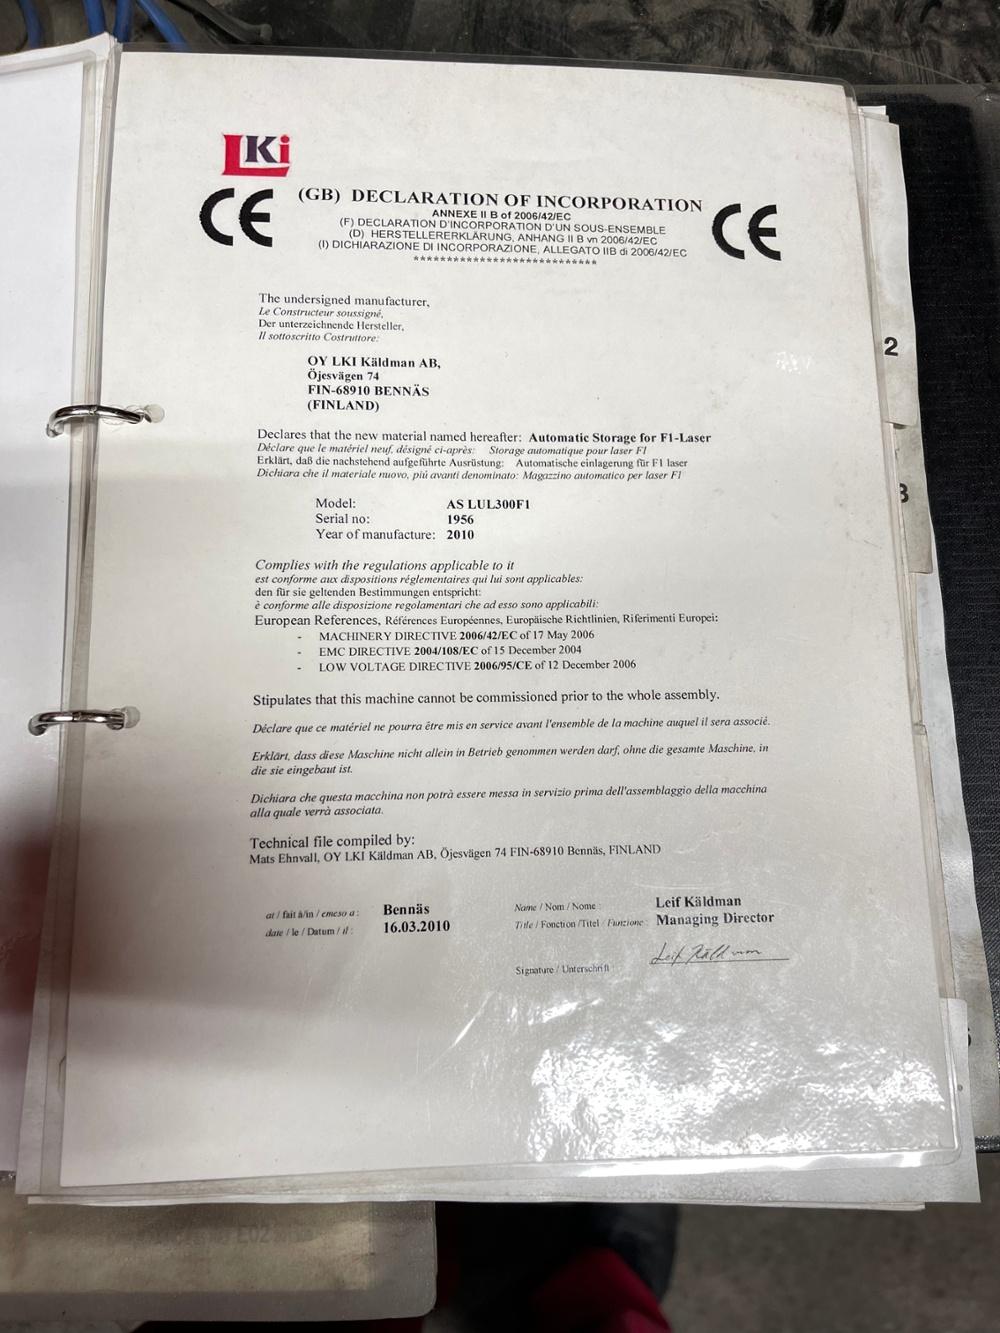 LKi
CE
(GB) DECLARATION OF INCORPORATION
CE
ANNEXE II B of 2006/42/EC
(F) DECLARATION D'INCORPORATION D'UN SOUS-ENSEMBLE
(D) HERSTELLERERKLÄRUNG, ANHANG II B vn 2006/42/EC
(I) DICHIARAZIONE DI INCORPORAZIONE, ALLEGATO IIB di 2006/42/EC
****************************
The undersigned manufacturer,
Le Constructeur soussigné,
Der unterzeichnende Hersteller,
Il sottoscritto Costruttore:
OY LKI Käldman AB,
Öjesvägen 74
FIN-68910 BENNÄS
(FINLAND)
Declares that the new material named hereafter: Automatic Storage for F1-Laser
Déclare que le matériel neuf, désigné ci-après: Storage automatique pour laser F1
Erklärt, daß die nachstehend aufgeführte Ausrüstung: Automatische einlagerung für F1 laser
Dichiara che il materiale nuovo, piú avanti denominato: Magazzino automatico per laser F1
Model: AS LUL300F1
Serial no: 1956
Year of manufacture: 2010
Complies with the regulations applicable to it
est conforme aux dispositions réglementaires qui lui sont applicables:
den für sie geltenden Bestimmungen entspricht:
è conforme alle disposizione regolamentari che ad esso sono applicabili:
European References, Références Européennes, Europäische Richtlinien, Riferimenti Europei:
- MACHINERY DIRECTIVE 2006/42/EC of 17 May 2006
- EMC DIRECTIVE 2004/108/EC of 15 December 2004
- LOW VOLTAGE DIRECTIVE 2006/95/CE of 12 December 2006
Stipulates that this machine cannot be commissioned prior to the whole assembly.
Déclare que ce matériel ne pourra être mis en service avant l'ensemble de la machine auquel il sera associé.
Erklärt, dass diese Maschine nicht allein in Betrieb genommen werden darf, ohne die gesamte Maschine, in
die sie eingebaut ist.
Dichiara che questa macchina non potrà essere messa in servizio prima dell'assemblaggio della macchina
alla quale verrà associata.
Technical file compiled by:
Mats Ehnvall, OY LKI Käldman AB, Öjesvägen 74 FIN-68910 Bennäs, FINLAND
at / fait à/in / emeso a : Bennäs
date / le / Datum / il : 16.03.2010
Name / Nom / Nome : Leif Käldman
Title / Fonction /Titel / Funzione : Managing Director
Signature / Unterschrift
Leif Käldman
2
3